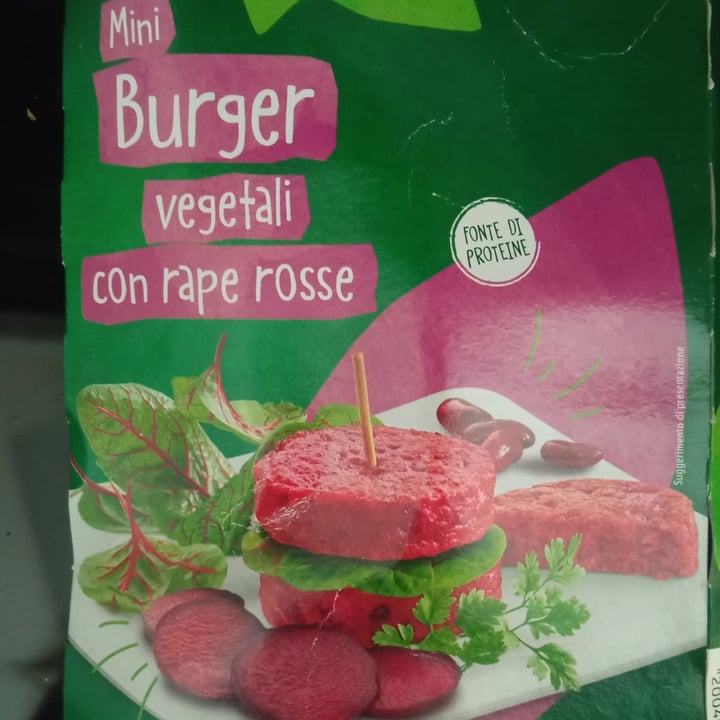 Mini
Burger
vegetali
con rape rosse
FONTE DI
PROTEINE
Suggerimento di presentazione